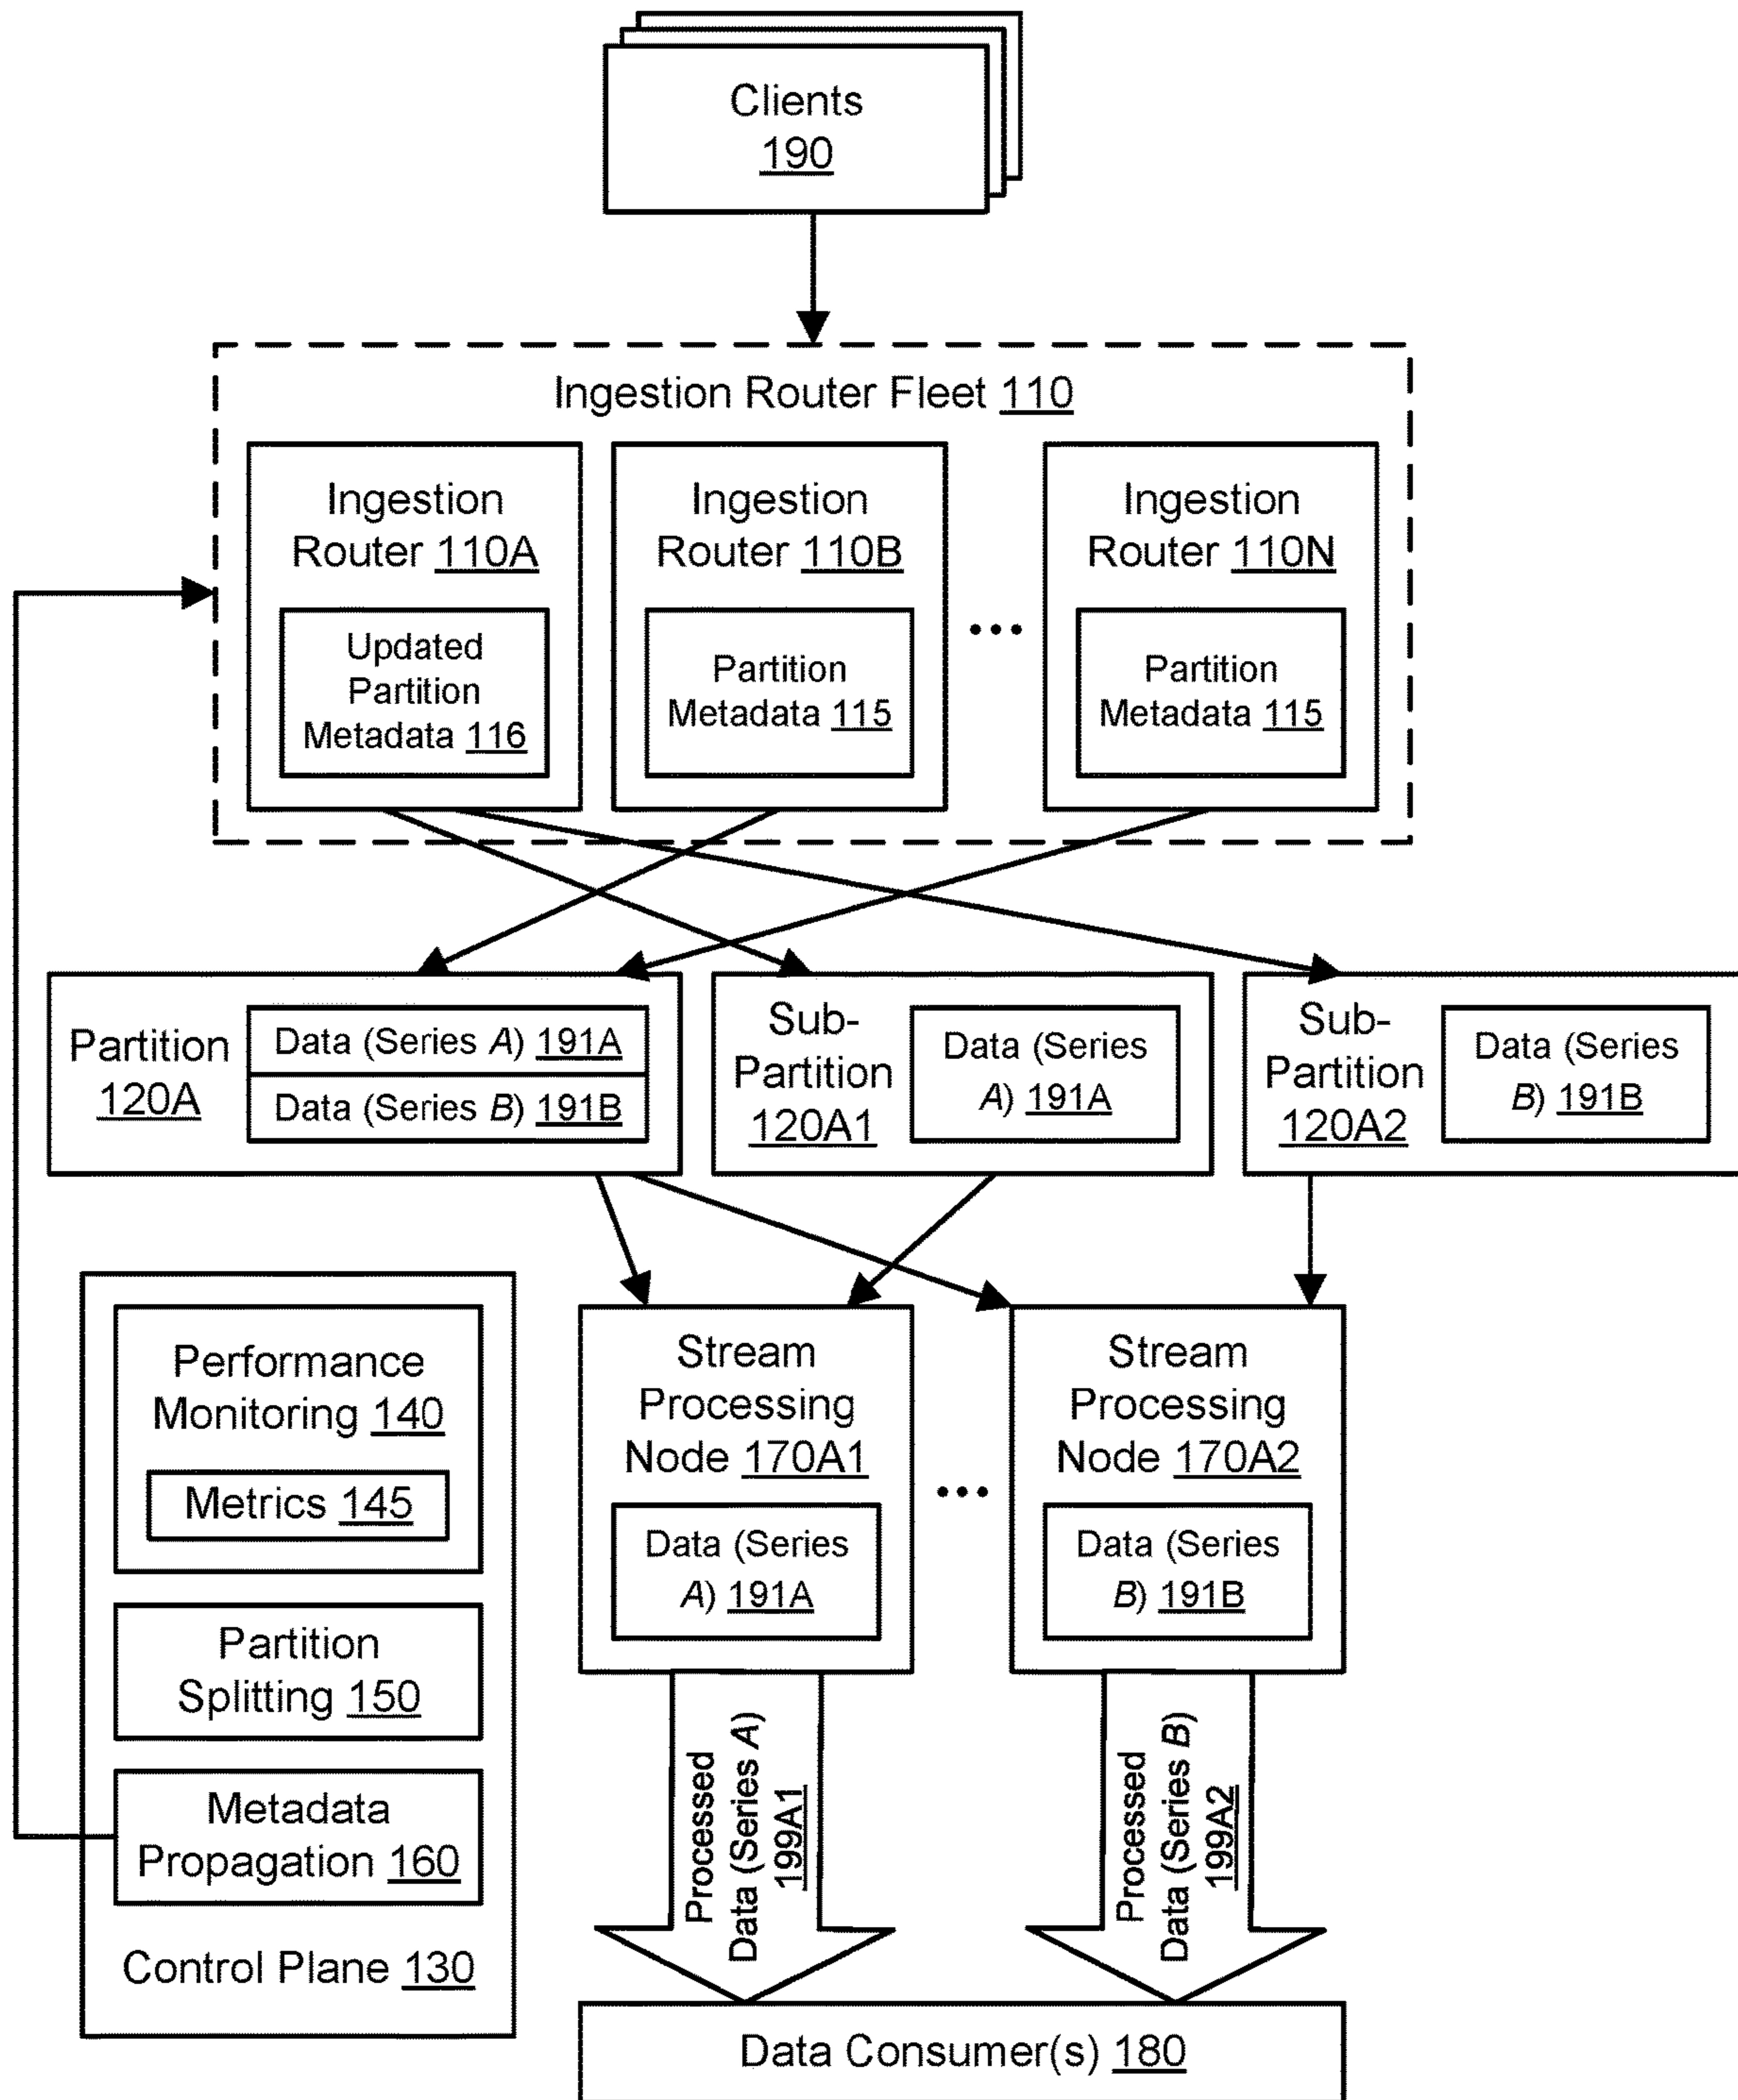 Clients
190
Ingestion Router Fleet 110
Ingestion
Router 110A
Updated
Partition
Metadata 116
Ingestion
Router 110B
Partition
Metadata 115
...
Ingestion
Router 110N
Partition
Metadata 115
Partition
120A
Data (Series A) 191A
Data (Series B) 191B
Sub-
Partition
120A1
Data (Series
A) 191A
Sub-
Partition
120A2
Data (Series
B) 191B
Performance
Monitoring 140
Metrics 145
Partition
Splitting 150
Metadata
Propagation 160
Control Plane 130
Stream
Processing
Node 170A1
Data (Series
A) 191A
...
Stream
Processing
Node 170A2
Data (Series
B) 191B
Processed
Data (Series A)
199A1
Processed
Data (Series B)
199A2
Data Consumer(s) 180